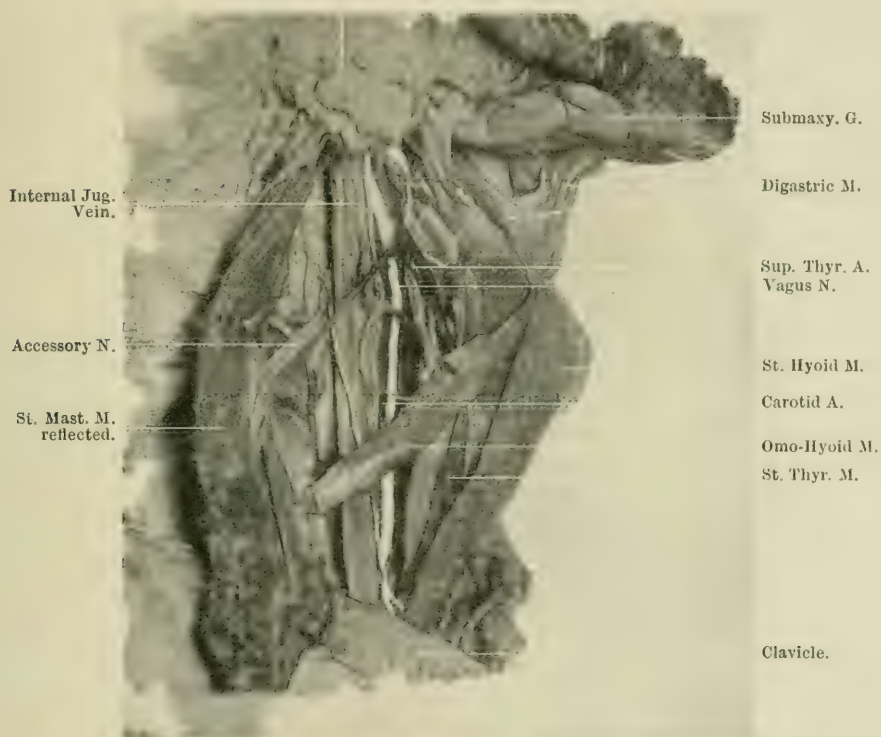 Submaxy. G.
Internal Jug.
Vein.
Digastric M.
Sup. Thyr. A.
Vagus N.
Accessory N.
St. Hyoid M.
Carotid A.
St. Mast. M.
reflected.
Omo-Hyoid M.
St. Thyr. M.
Clavicle.